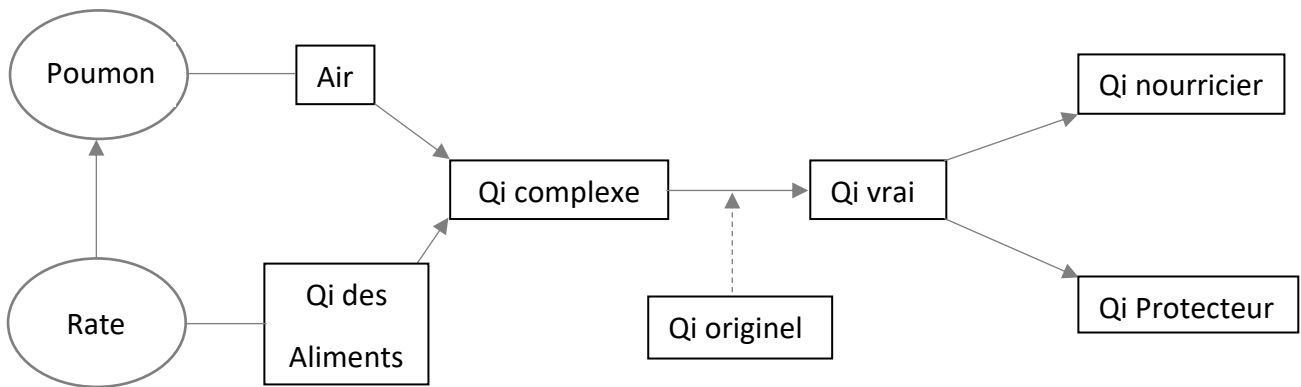 Poumon
Air
Qi nourricier
Qi complexe
Qi vrai
Rate
Qi des
Aliments
Qi originel
Qi Protecteur